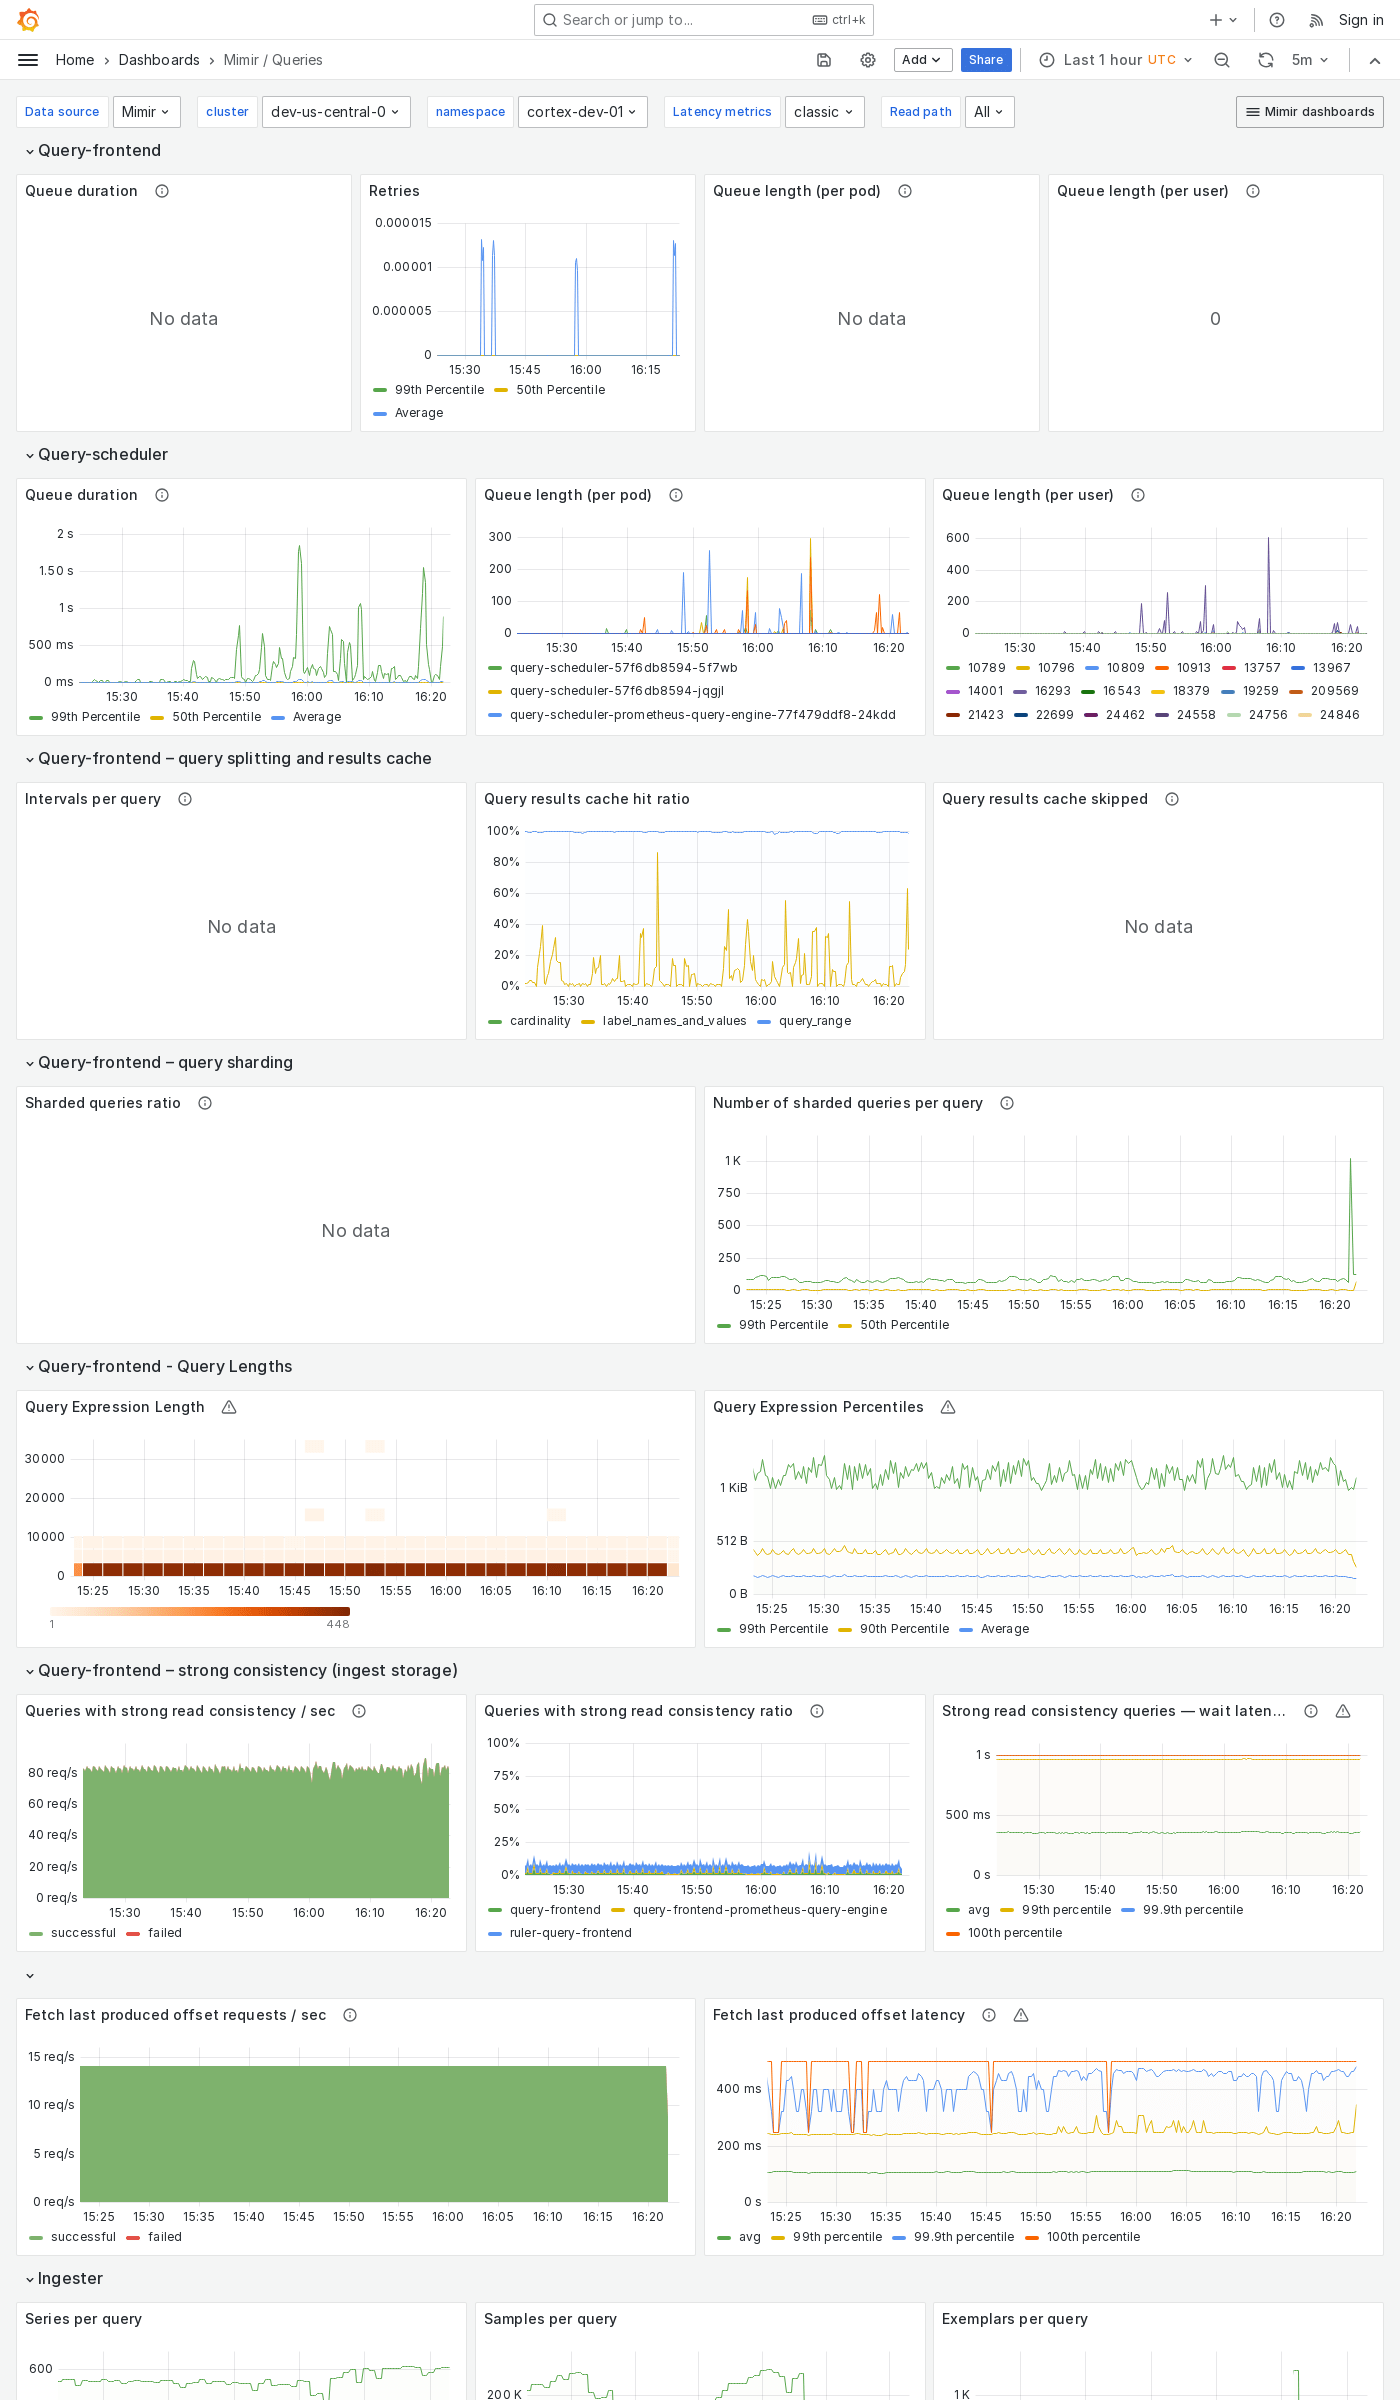 Search or jump to...
ctrl+k
Sign in
Home > Dashboards > Mimir / Queries
Add
Share
Last 1 hour UTC
5m
Data source
Mimir
cluster
dev-us-central-0
namespace
cortex-dev-01
Latency metrics
classic
Read path
All
Mimir dashboards
Query-frontend
Queue duration
No data
Retries
0.000015
0.00001
0.000005
0
15:30 15:45 16:00 16:15
99th Percentile 50th Percentile
Average
Queue length (per pod)
No data
Queue length (per user)
0
Query-scheduler
Queue duration
2 s
1.50 s
1 s
500 ms
0 ms
15:30 15:40 15:50 16:00 16:10 16:20
99th Percentile 50th Percentile Average
Queue length (per pod)
300
200
100
0
15:30 15:40 15:50 16:00 16:10 16:20
query-scheduler-57f6db8594-5f7wb
query-scheduler-57f6db8594-jqgjl
query-scheduler-prometheus-query-engine-77f479ddf8-24kdd
Queue length (per user)
600
400
200
0
15:30 15:40 15:50 16:00 16:10 16:20
10789 10796 10809 10913 13757 13967
14001 16293 16543 18379 19259 209569
21423 22699 24462 24558 24756 24846
Query-frontend – query splitting and results cache
Intervals per query
No data
Query results cache hit ratio
100%
80%
60%
40%
20%
0%
15:30 15:40 15:50 16:00 16:10 16:20
cardinality label_names_and_values query_range
Query results cache skipped
No data
Query-frontend – query sharding
Sharded queries ratio
No data
Number of sharded queries per query
1 K
750
500
250
0
15:25 15:30 15:35 15:40 15:45 15:50 15:55 16:00 16:05 16:10 16:15 16:20
99th Percentile 50th Percentile
Query-frontend - Query Lengths
Query Expression Length
30000
20000
10000
0
15:25 15:30 15:35 15:40 15:45 15:50 15:55 16:00 16:05 16:10 16:15 16:20
1 448
Query Expression Percentiles
1 KiB
512 B
0 B
15:25 15:30 15:35 15:40 15:45 15:50 15:55 16:00 16:05 16:10 16:15 16:20
99th Percentile 90th Percentile Average
Query-frontend – strong consistency (ingest storage)
Queries with strong read consistency / sec
80 req/s
60 req/s
40 req/s
20 req/s
0 req/s
15:30 15:40 15:50 16:00 16:10 16:20
successful failed
Queries with strong read consistency ratio
100%
75%
50%
25%
0%
15:30 15:40 15:50 16:00 16:10 16:20
query-frontend query-frontend-prometheus-query-engine
ruler-query-frontend
Strong read consistency queries — wait laten...
1 s
500 ms
0 s
15:30 15:40 15:50 16:00 16:10 16:20
avg 99th percentile 99.9th percentile
100th percentile
Fetch last produced offset requests / sec
15 req/s
10 req/s
5 req/s
0 req/s
15:25 15:30 15:35 15:40 15:45 15:50 15:55 16:00 16:05 16:10 16:15 16:20
successful failed
Fetch last produced offset latency
400 ms
200 ms
0 s
15:25 15:30 15:35 15:40 15:45 15:50 15:55 16:00 16:05 16:10 16:15 16:20
avg 99th percentile 99.9th percentile 100th percentile
Ingester
Series per query
600
Samples per query
200 K
Exemplars per query
1 K